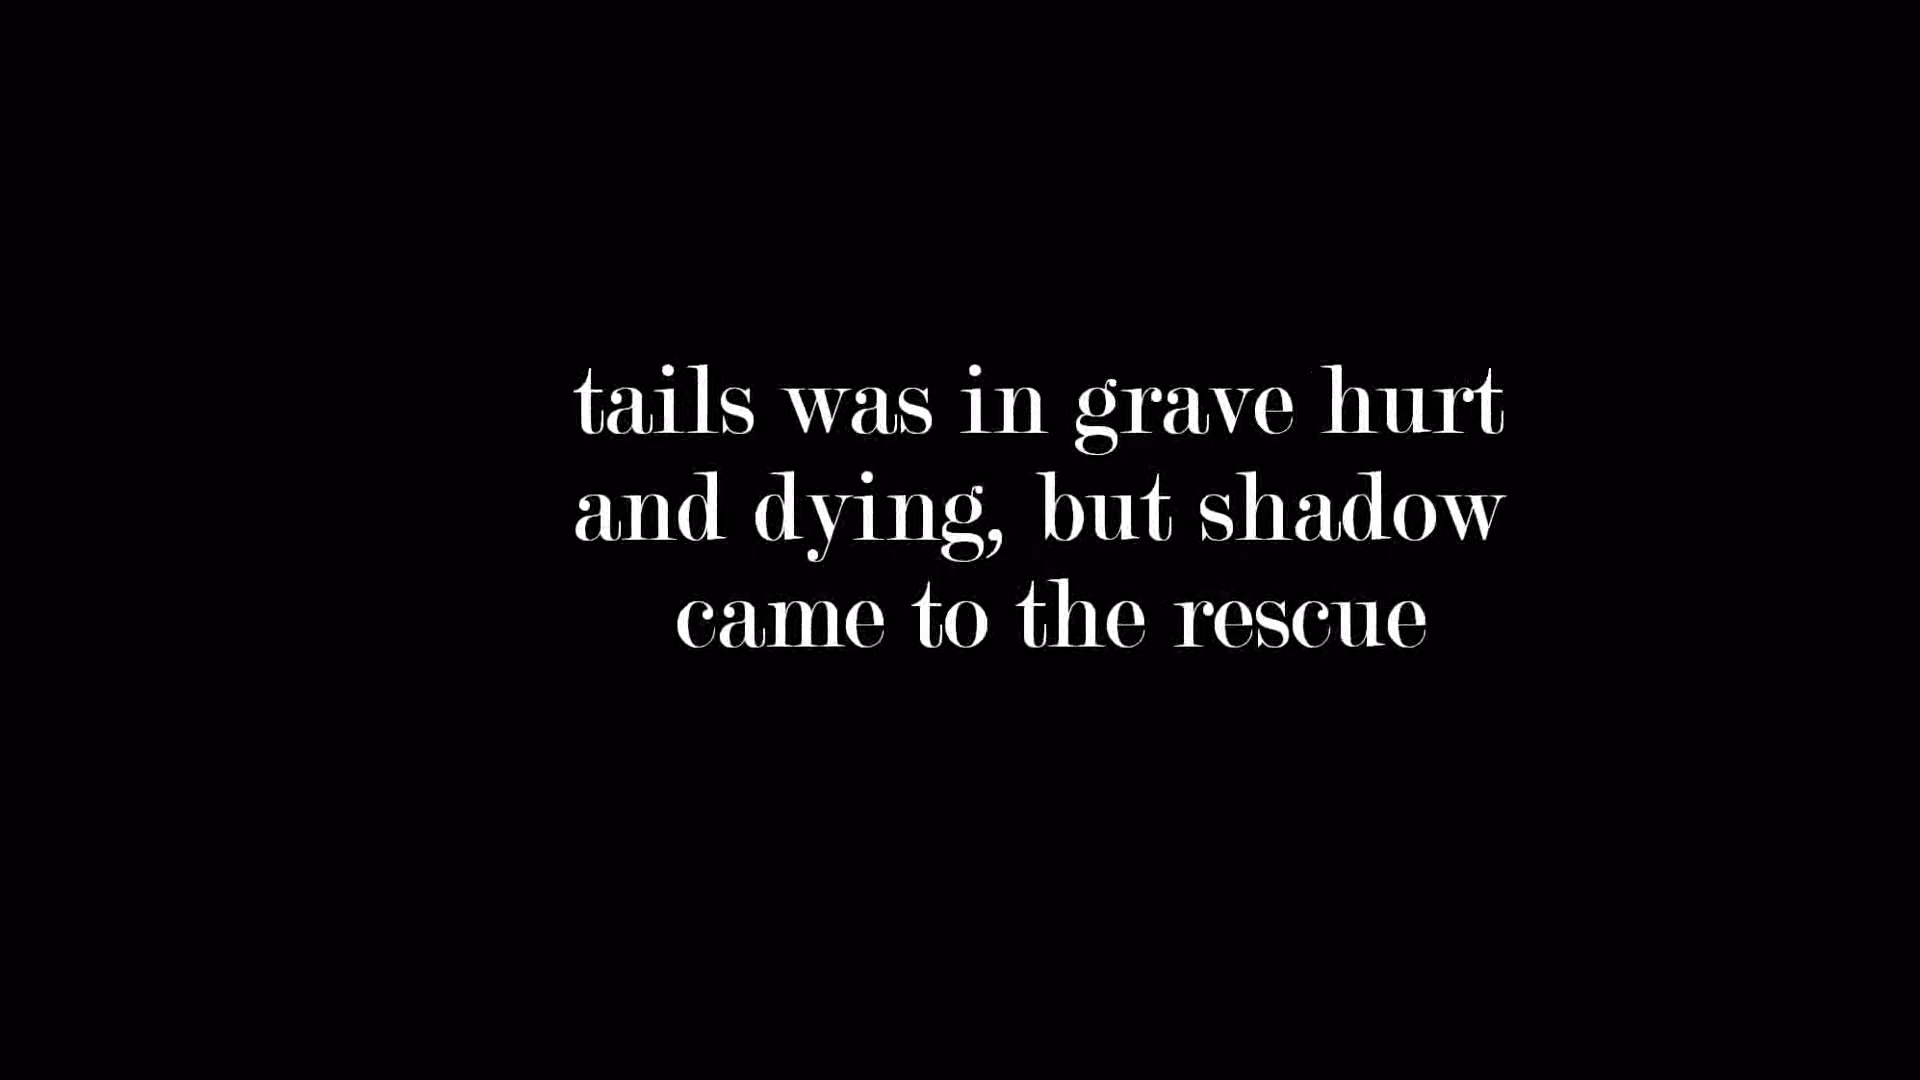 tails was in grave hurt
and dying, but shadow
came to the rescue